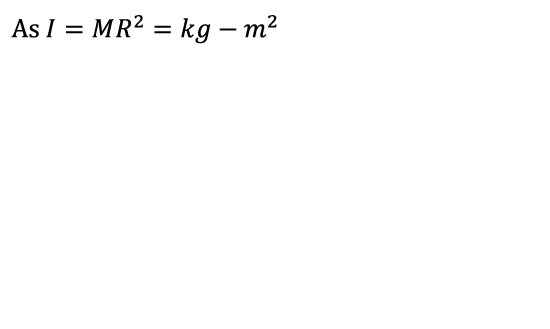 As I = MR² = kg − m²